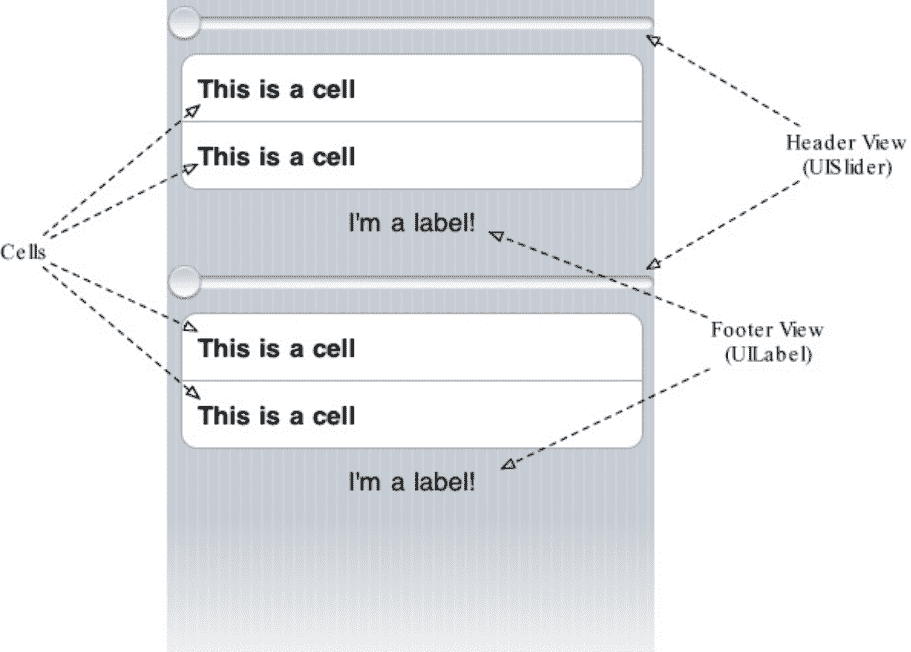 This is a cell
This is a cell
Header View
(UISlider)
I'm a label!
Cells
Footer View
(UILabel)
This is a cell
This is a cell
I'm a label!